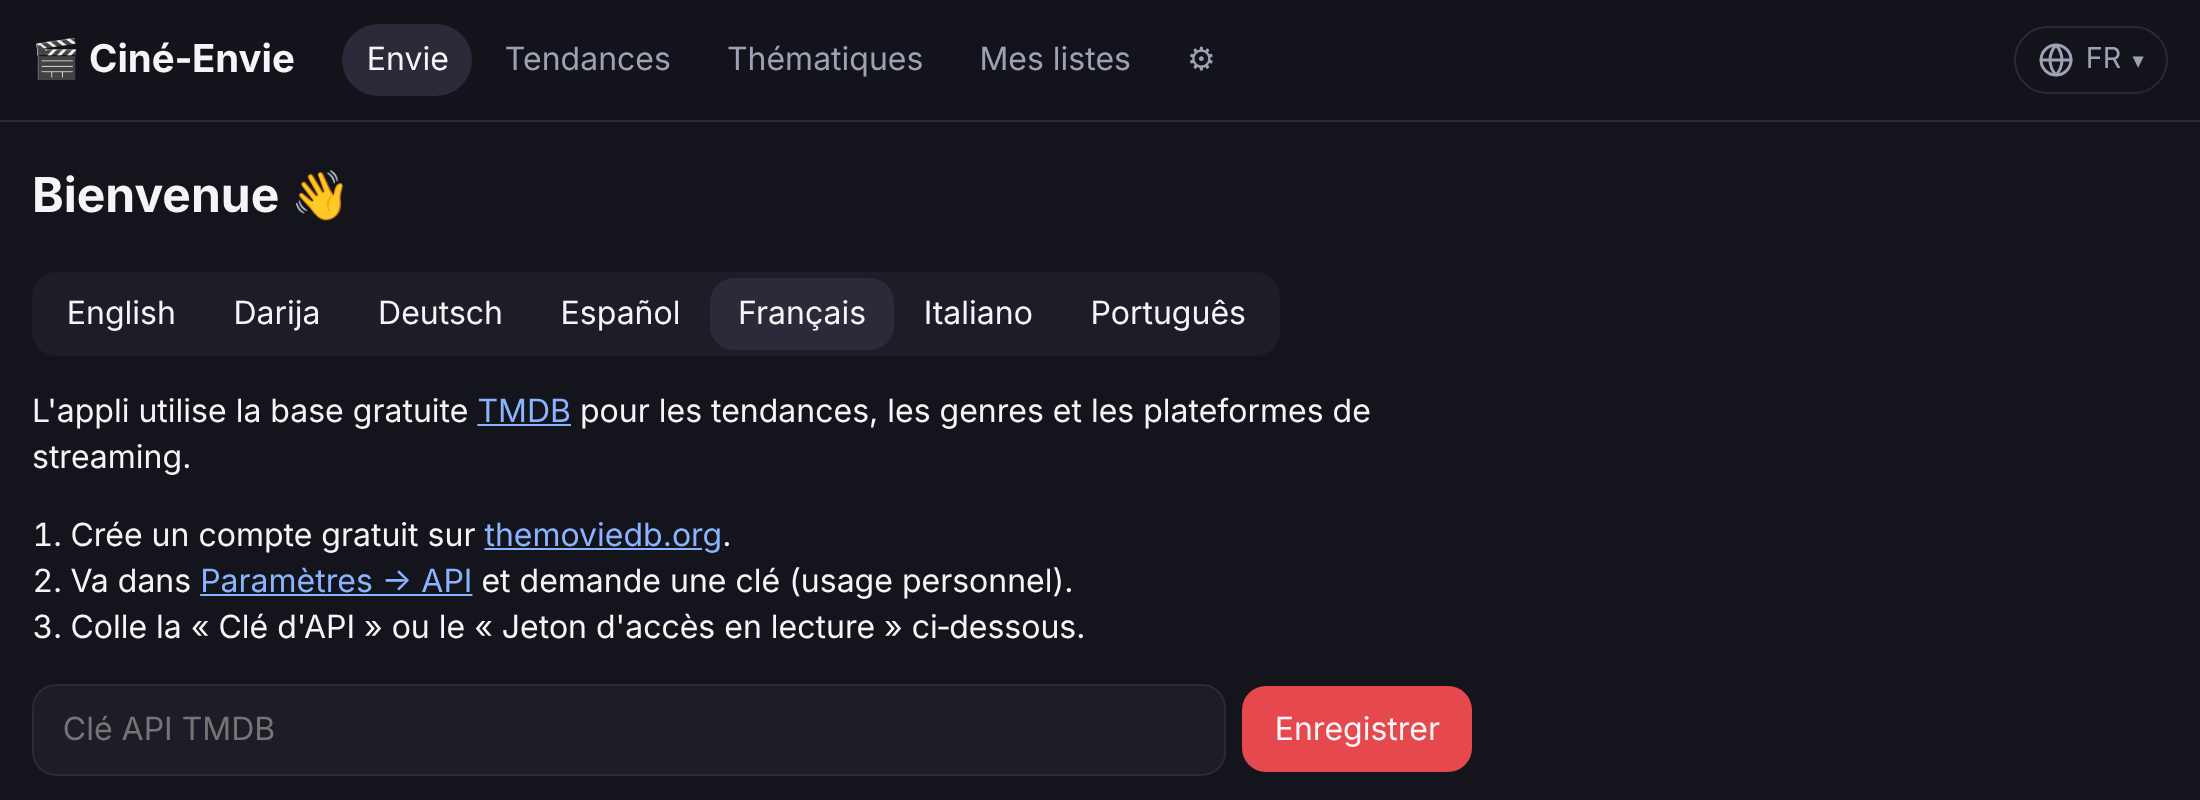 🎬 Ciné-Envie Envie Tendances Thématiques Mes listes ⚙ FR ▾
Bienvenue 👋
English Darija Deutsch Español Français Italiano Português
L'appli utilise la base gratuite TMDB pour les tendances, les genres et les plateformes de
streaming.
1. Crée un compte gratuit sur themoviedb.org.
2. Va dans Paramètres → API et demande une clé (usage personnel).
3. Colle la « Clé d'API » ou le « Jeton d'accès en lecture » ci-dessous.
Clé API TMDB Enregistrer